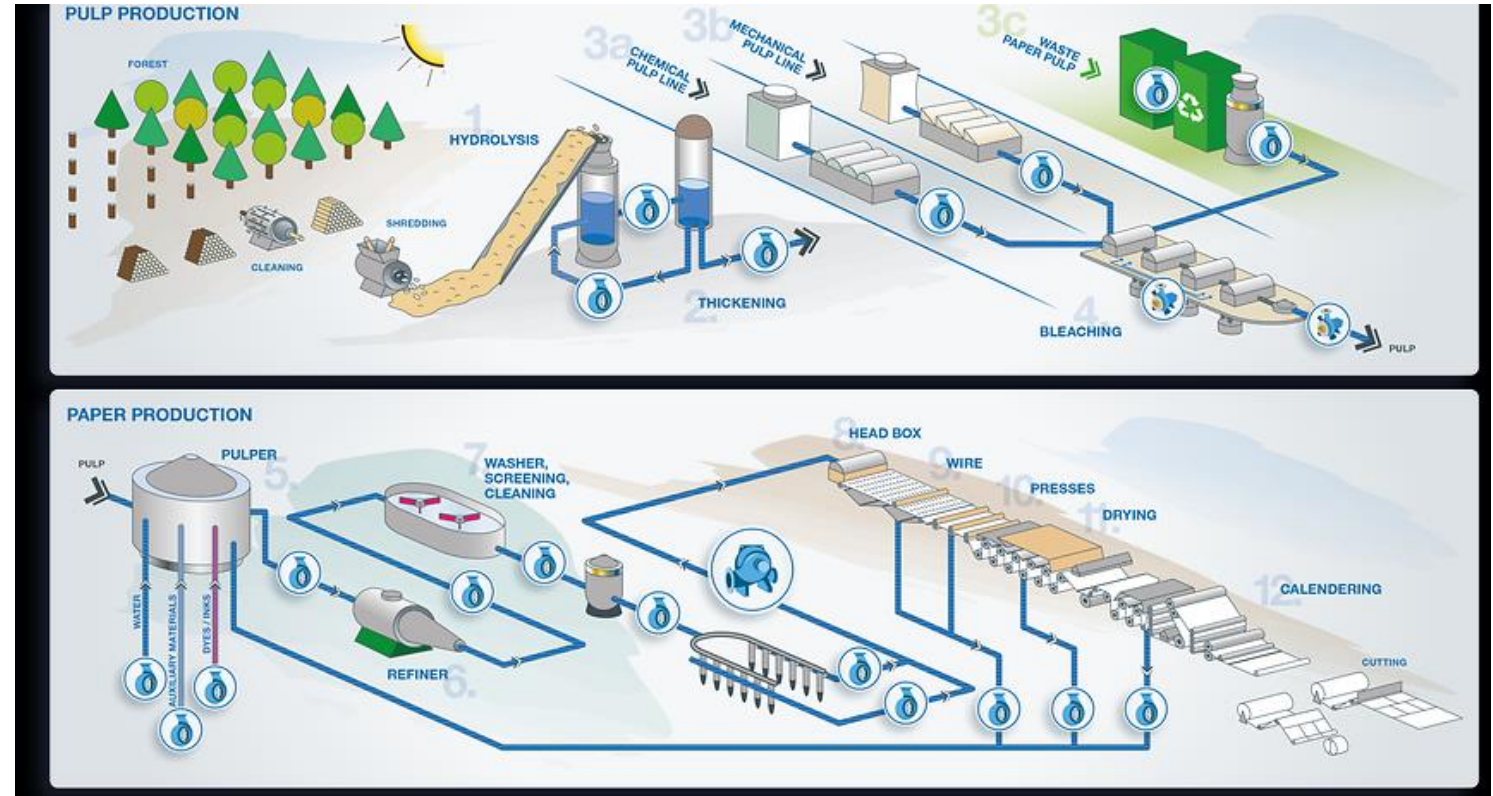 PULP PRODUCTION
FOREST
1.
HYDROLYSIS
SHREDDING
CLEANING
2.
THICKENING
3a
CHEMICAL
PULP LINE
3b
MECHANICAL
PULP LINE
3c
WASTE
PAPER PULP
4.
BLEACHING
PULP
PAPER PRODUCTION
PULP
PULPER
5.
WATER
AUXILIARY MATERIALS
DYES / INKS
REFINER
6.
7.
WASHER,
SCREENING,
CLEANING
8.
HEAD BOX
9.
WIRE
10.
PRESSES
11.
DRYING
12.
CALENDERING
CUTTING